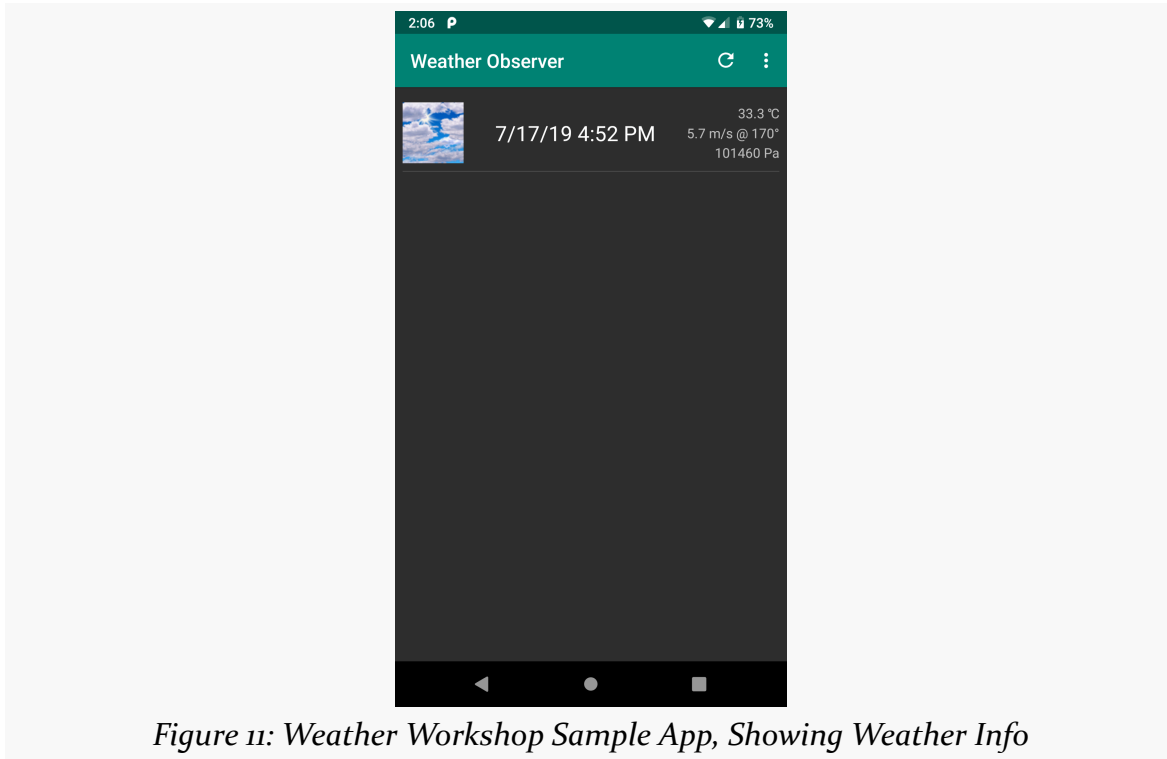 2:06 P 73%
Weather Observer
7/17/19 4:52 PM
33.3 °C
5.7 m/s @ 170°
101460 Pa
Figure 11: Weather Workshop Sample App, Showing Weather Info